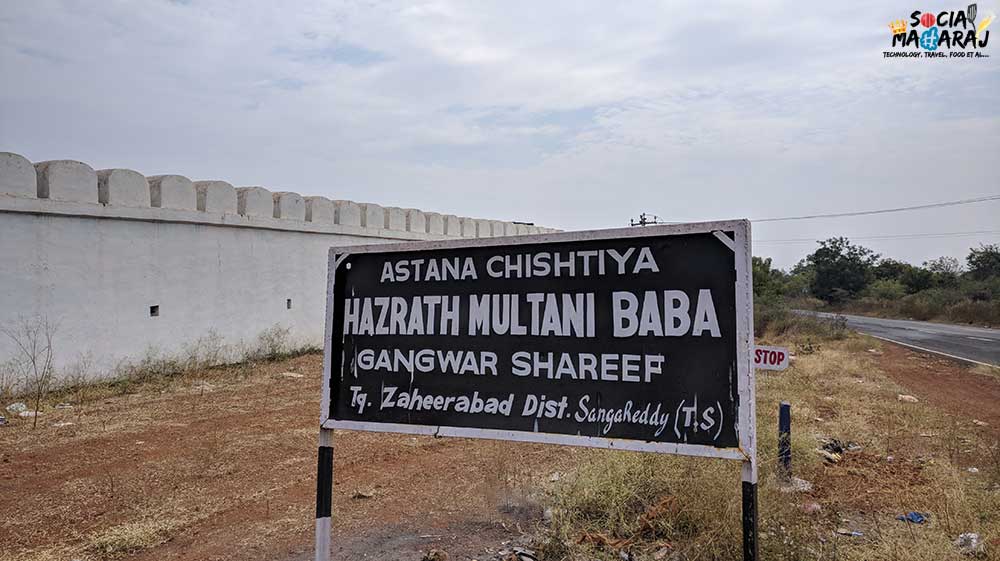 SOCIAL
MAHARAJ
TECHNOLOGY, TRAVEL, FOOD ET AL...
ASTANA CHISHTIYA
HAZRATH MULTANI BABA
GANGWAR SHAREEF
Tq. Zaheerabad Dist. SangaReddy (T.S)
STOP